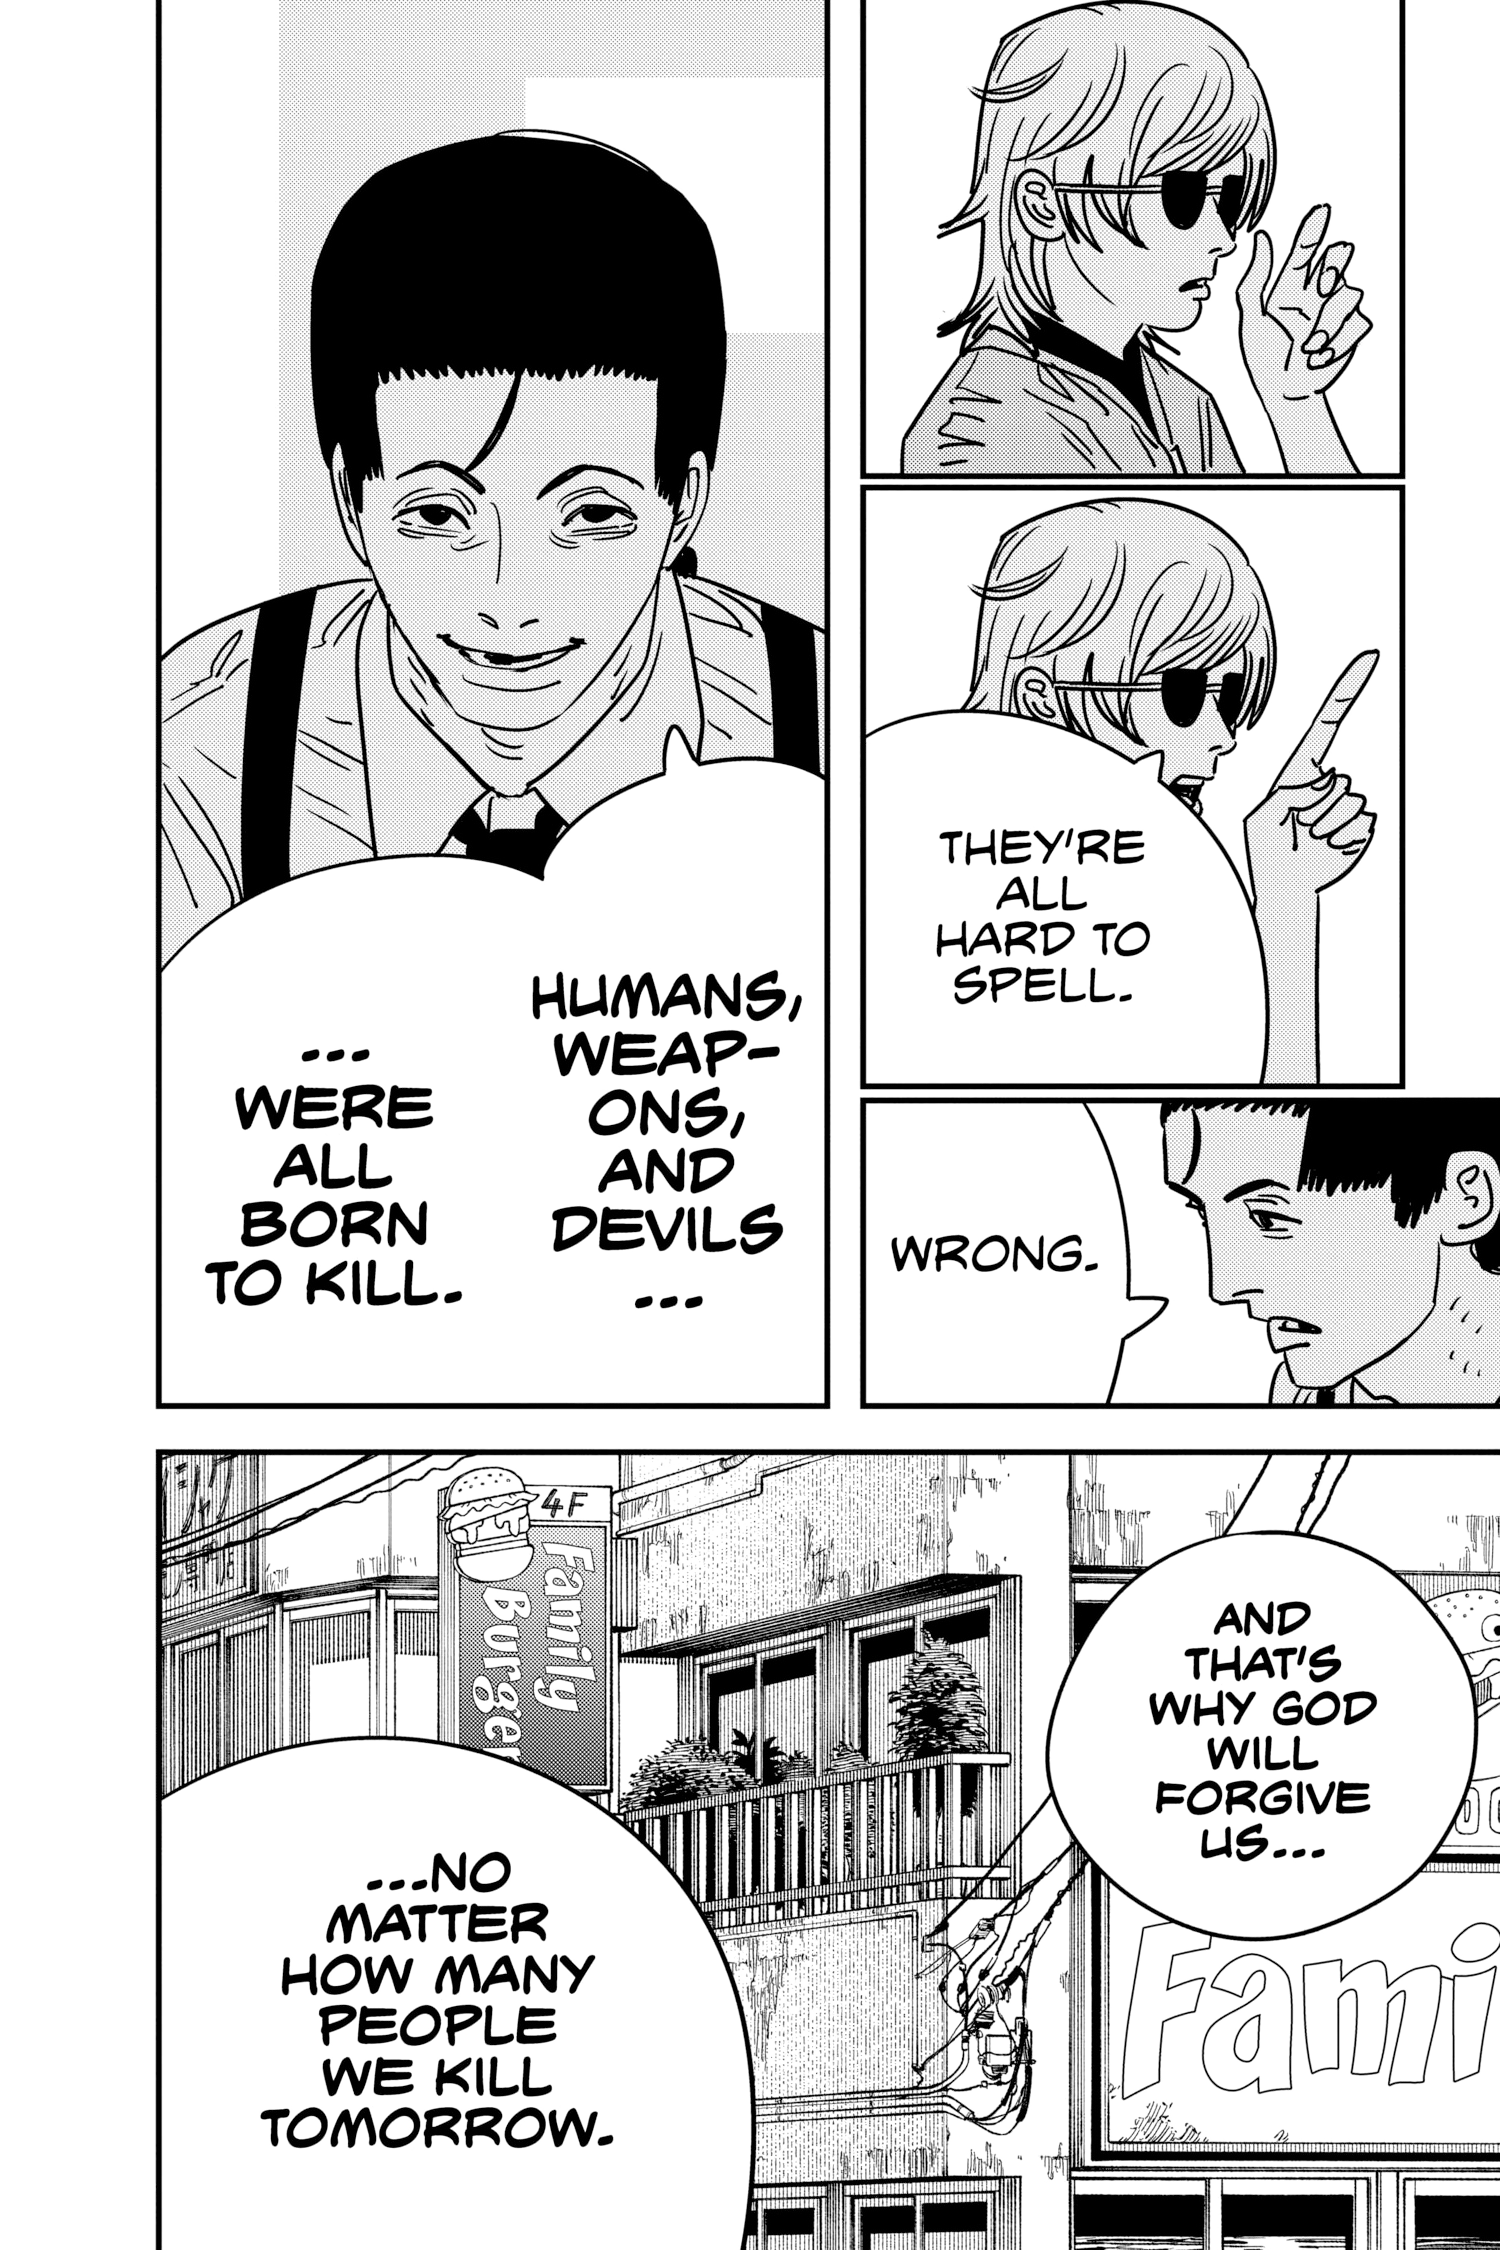 THEY'RE
ALL
HARD TO
SPELL.
WRONG.
HUMANS,
WEAP-
ONS,
AND
DEVILS
...
...
WERE
ALL
BORN
TO KILL.
AND
THAT'S
WHY GOD
WILL
FORGIVE
US...
4F
Family
Burger
Fami
...NO
MATTER
HOW MANY
PEOPLE
WE KILL
TOMORROW.